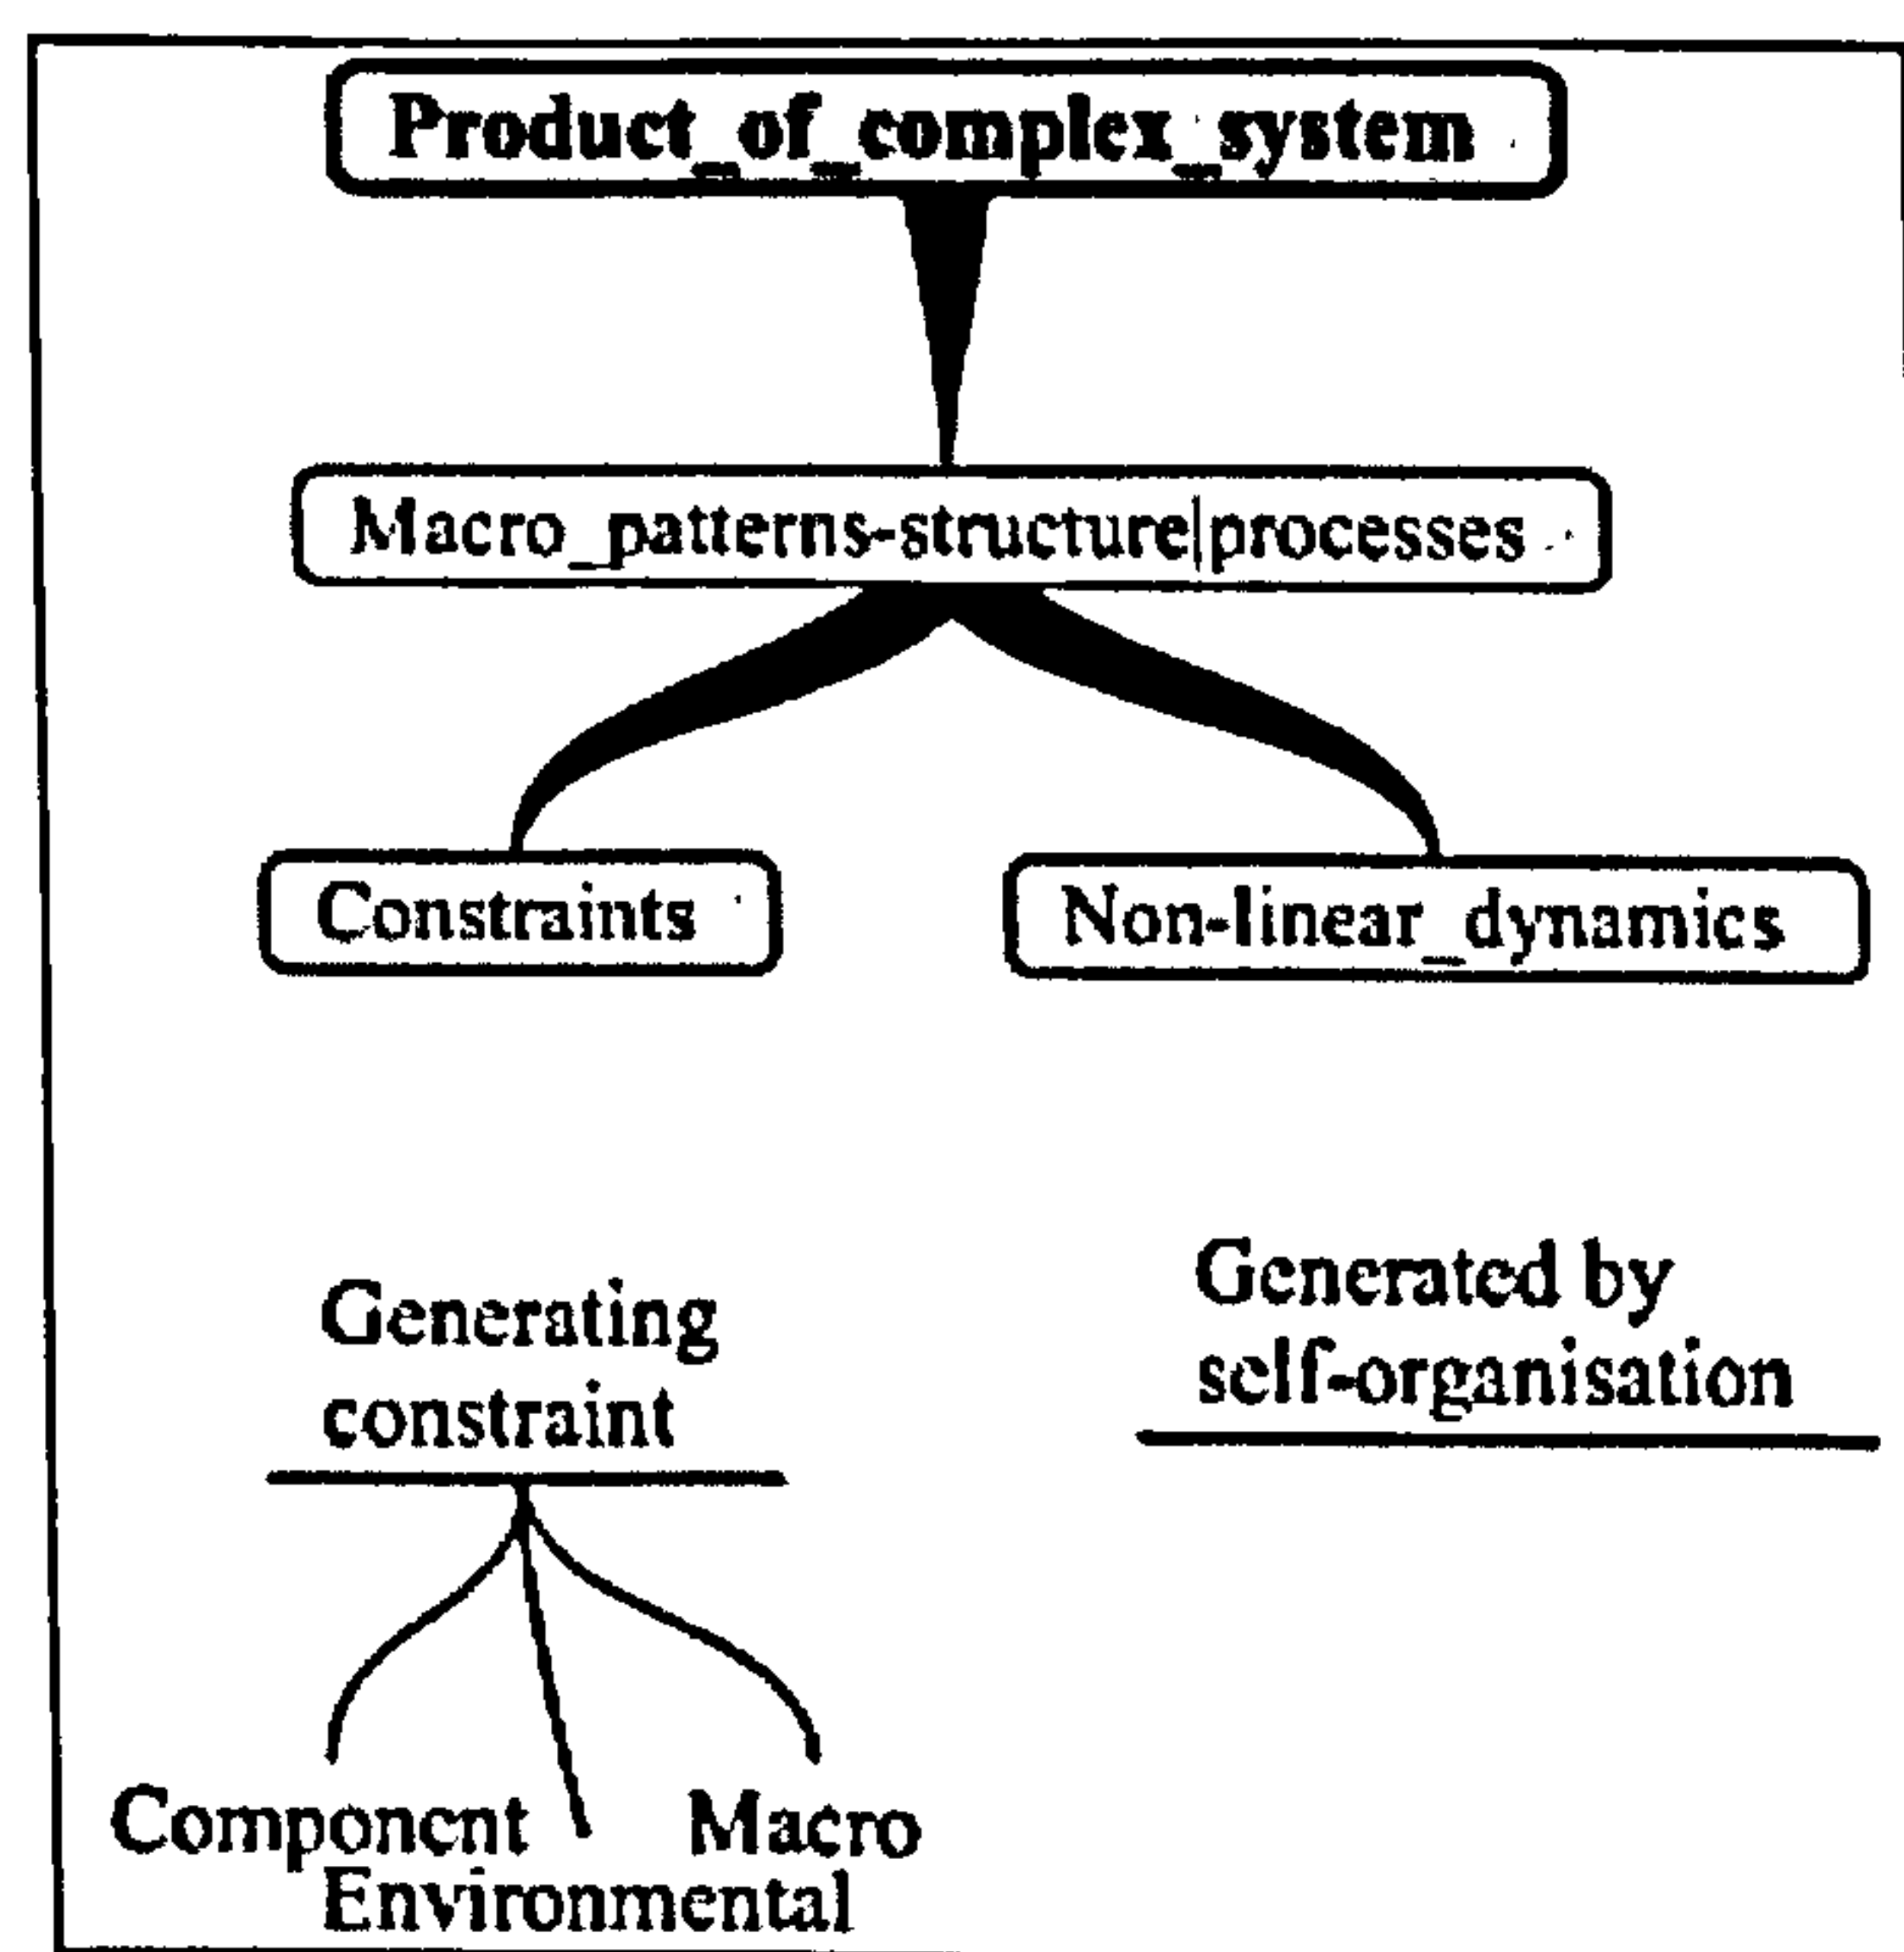 Product_of_complex_system
Macro_patterns-structure|processes
Constraints
Non-linear_dynamics
Generating
constraint
Generated by
self-organisation
Component
Macro
Environmental